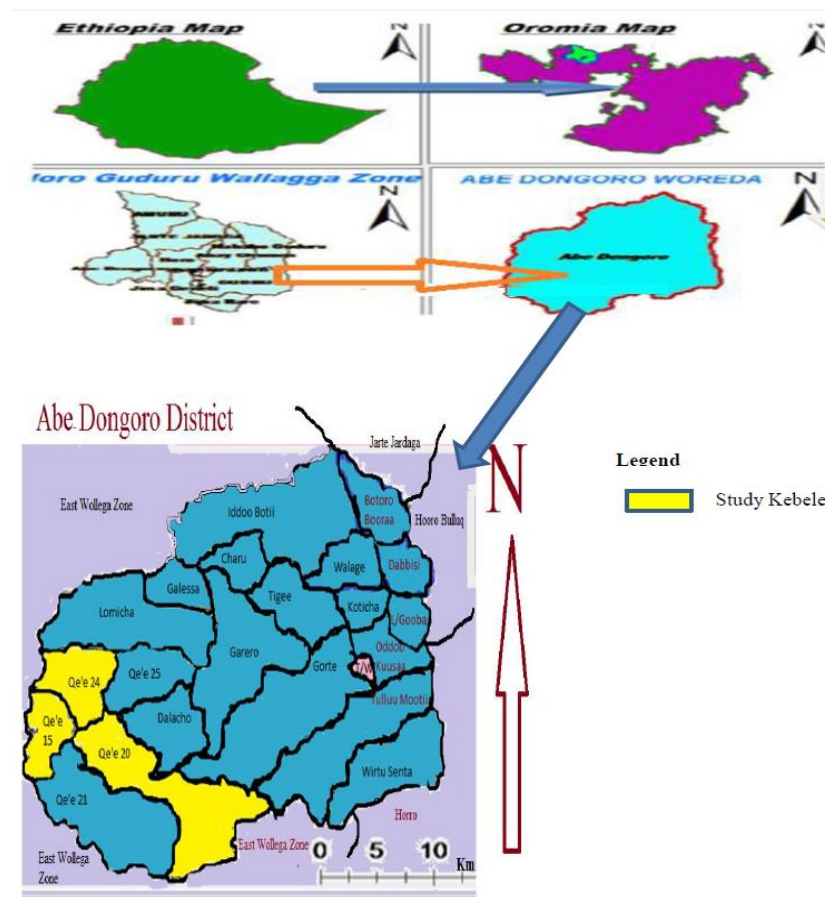 Ethiopia Map
N
Oromia Map
N
Horo Guduru Wallagga Zone
N
ABE DONGORO WOREDA
N
Abe Dongoro
Abe Dongoro District
Jarte Jardaga
N
Legend
Study Kebele
East Wollega Zone
Iddoo Botii
Botoro
Booraa
Hooro Bulluq
Charu
Walage
Dabbisi
Galessa
Tigee
Koticha
L/Gooba
Lomicha
Garero
Gorte
Oddoo
Kuusaa
T/W
Qe'e 24
Qe'e 25
Tulluu Mootii
Qe'e
15
Dalacho
Qe'e 20
Wirtu Senta
Qe'e 21
Horro
East Wollega Zone
East Wollega
Zone
0 5 10
Km